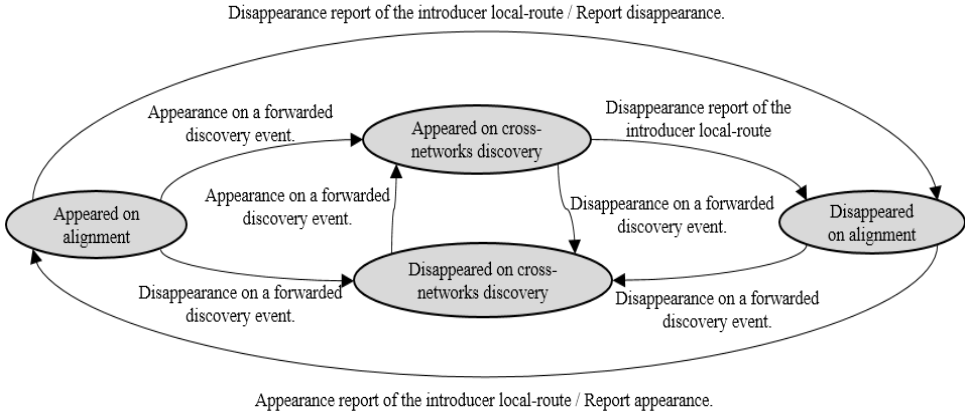 Disappearance report of the introducer local-route / Report disappearance.
Appearance on a forwarded
discovery event.
Appeared on cross-
networks discovery
Disappearance report of the
introducer local-route
Appeared on
alignment
Appearance on a forwarded
discovery event.
Disappearance on a forwarded
discovery event.
Disappeared
on alignment
Disappearance on a forwarded
discovery event.
Disappeared on cross-
networks discovery
Disappearance on a forwarded
discovery event.
Appearance report of the introducer local-route / Report appearance.